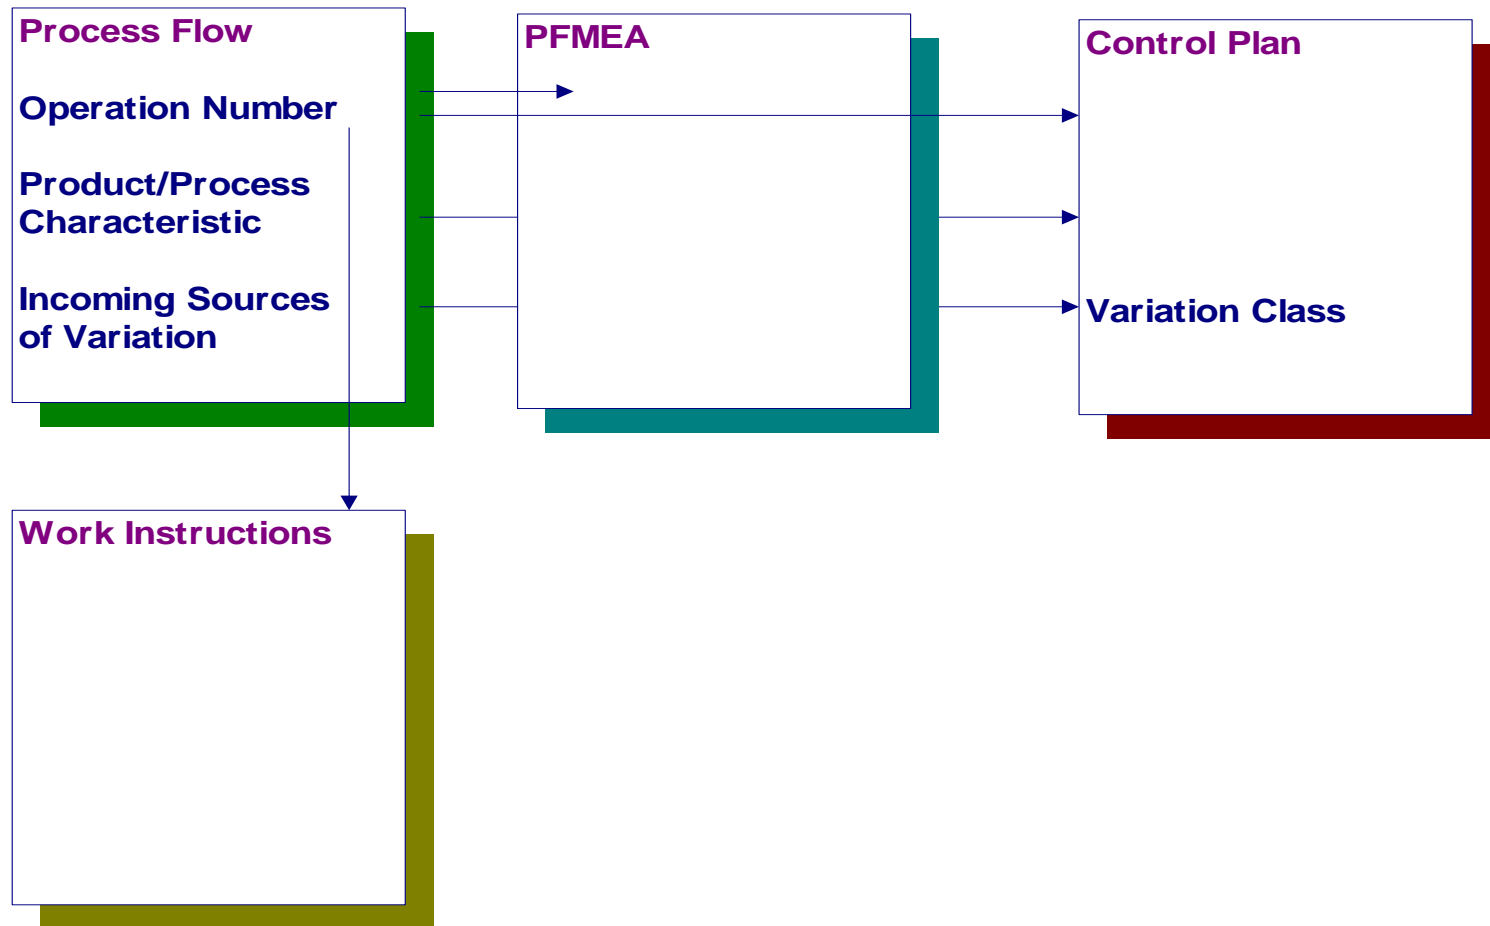 Process Flow
Operation Number
Product/Process
Characteristic
Incoming Sources
of Variation
PFMEA
Control Plan
Variation Class
Work Instructions